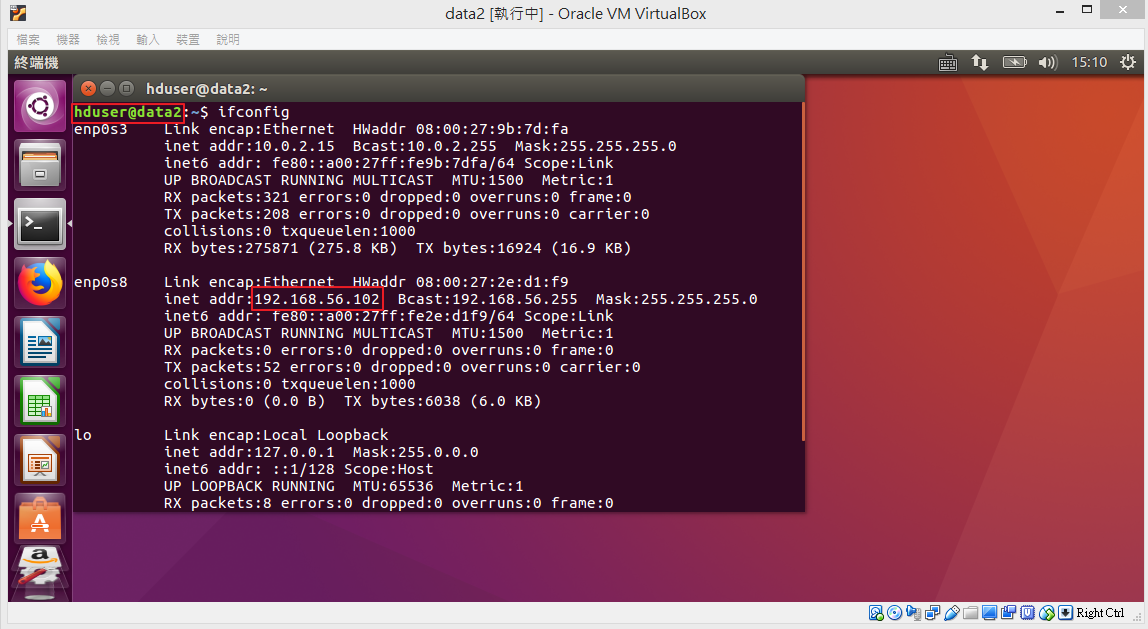 data2 [執行中] - Oracle VM VirtualBox
檔案 機器 檢視 輸入 裝置 說明
終端機 15:10
hduser@data2: ~
hduser@data2:~$ ifconfig
enp0s3 Link encap:Ethernet HWaddr 08:00:27:9b:7d:fa
inet addr:10.0.2.15 Bcast:10.0.2.255 Mask:255.255.255.0
inet6 addr: fe80::a00:27ff:fe9b:7dfa/64 Scope:Link
UP BROADCAST RUNNING MULTICAST MTU:1500 Metric:1
RX packets:321 errors:0 dropped:0 overruns:0 frame:0
TX packets:208 errors:0 dropped:0 overruns:0 carrier:0
collisions:0 txqueuelen:1000
RX bytes:275871 (275.8 KB) TX bytes:16924 (16.9 KB)
enp0s8 Link encap:Ethernet HWaddr 08:00:27:2e:d1:f9
inet addr:192.168.56.102 Bcast:192.168.56.255 Mask:255.255.255.0
inet6 addr: fe80::a00:27ff:fe2e:d1f9/64 Scope:Link
UP BROADCAST RUNNING MULTICAST MTU:1500 Metric:1
RX packets:0 errors:0 dropped:0 overruns:0 frame:0
TX packets:52 errors:0 dropped:0 overruns:0 carrier:0
collisions:0 txqueuelen:1000
RX bytes:0 (0.0 B) TX bytes:6038 (6.0 KB)
lo Link encap:Local Loopback
inet addr:127.0.0.1 Mask:255.0.0.0
inet6 addr: ::1/128 Scope:Host
UP LOOPBACK RUNNING MTU:65536 Metric:1
RX packets:8 errors:0 dropped:0 overruns:0 frame:0
Right Ctrl